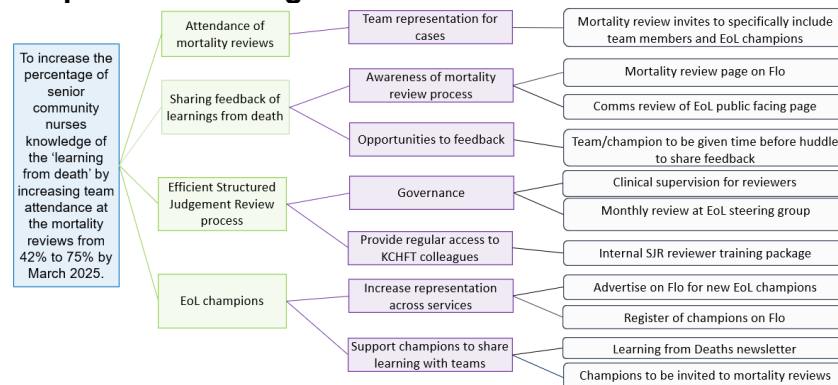 To increase the
percentage of
senior
community
nurses
knowledge of
the ‘learning
from death’ by
increasing team
attendance at
the mortality
reviews from
42% to 75% by
March 2025.
Attendance of
mortality reviews
Sharing feedback of
learnings from death
Efficient Structured
Judgement Review
process
EoL champions
Team representation for
cases
Awareness of mortality
review process
Opportunities to feedback
Governance
Provide regular access to
KCHFT colleagues
Increase representation
across services
Support champions to share
learning with teams
Mortality review invites to specifically include
team members and EoL champions
Mortality review page on Flo
Comms review of EoL public facing page
Team/champion to be given time before huddle
to share feedback
Clinical supervision for reviewers
Monthly review at EoL steering group
Internal SJR reviewer training package
Advertise on Flo for new EoL champions
Register of champions on Flo
Learning from Deaths newsletter
Champions to be invited to mortality reviews